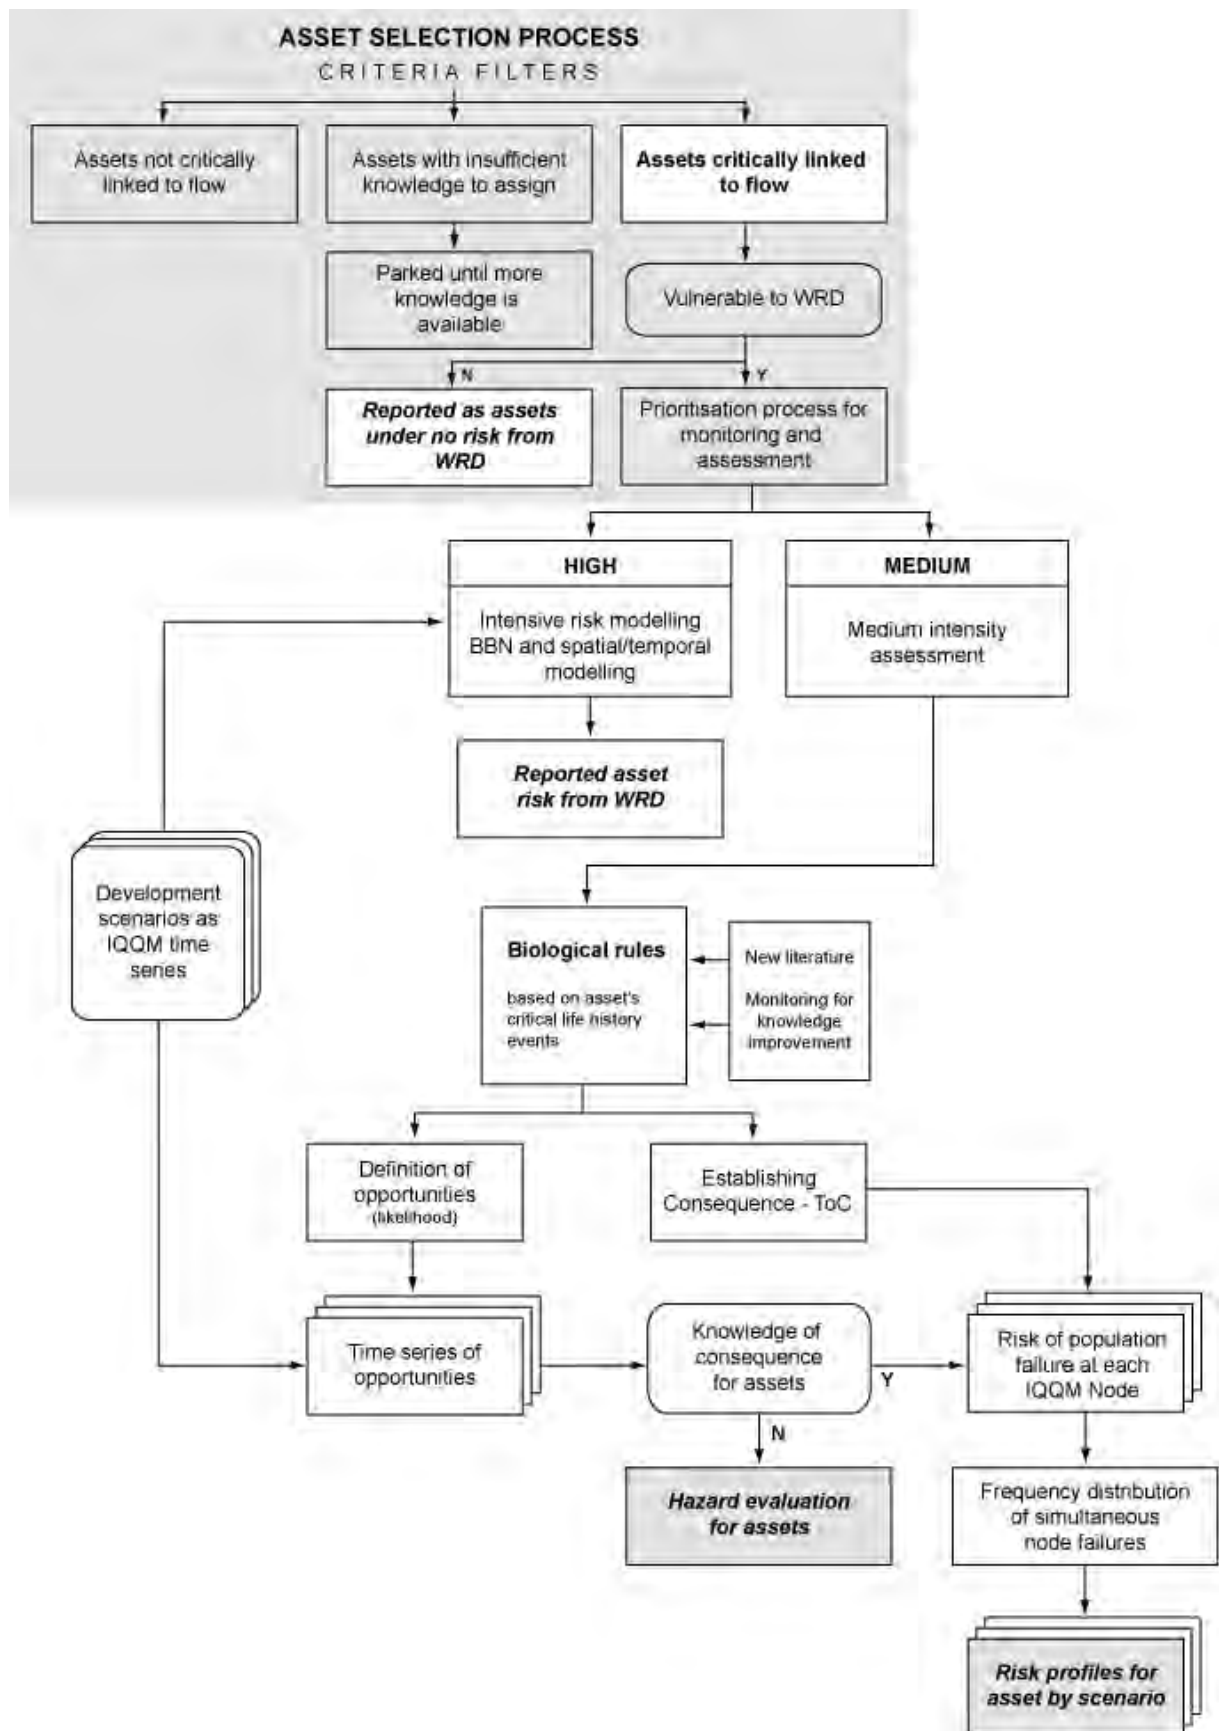 ASSET SELECTION PROCESS
CRITERIA FILTERS
Assets not critically
linked to flow
Assets with insufficient
knowledge to assign
Assets critically linked
to flow
Parked until more
knowledge is
available
Vulnerable to WRD
N
Y
Reported as assets
under no risk from
WRD
Prioritisation process for
monitoring and
assessment
HIGH
Intensive risk modelling
BBN and spatial/temporal
modelling
MEDIUM
Medium intensity
assessment
Reported asset
risk from WRD
Development
scenarios as
IQQM time
series
Biological rules
based on asset's
critical life history
events
New literature
Monitoring for
knowledge
improvement
Definition of
opportunities
(likelihood)
Establishing
Consequence - ToC
Time series of
opportunities
Knowledge of
consequence
for assets
Y
N
Risk of population
failure at each
IQQM Node
Hazard evaluation
for assets
Frequency distribution
of simultaneous
node failures
Risk profiles for
asset by scenario